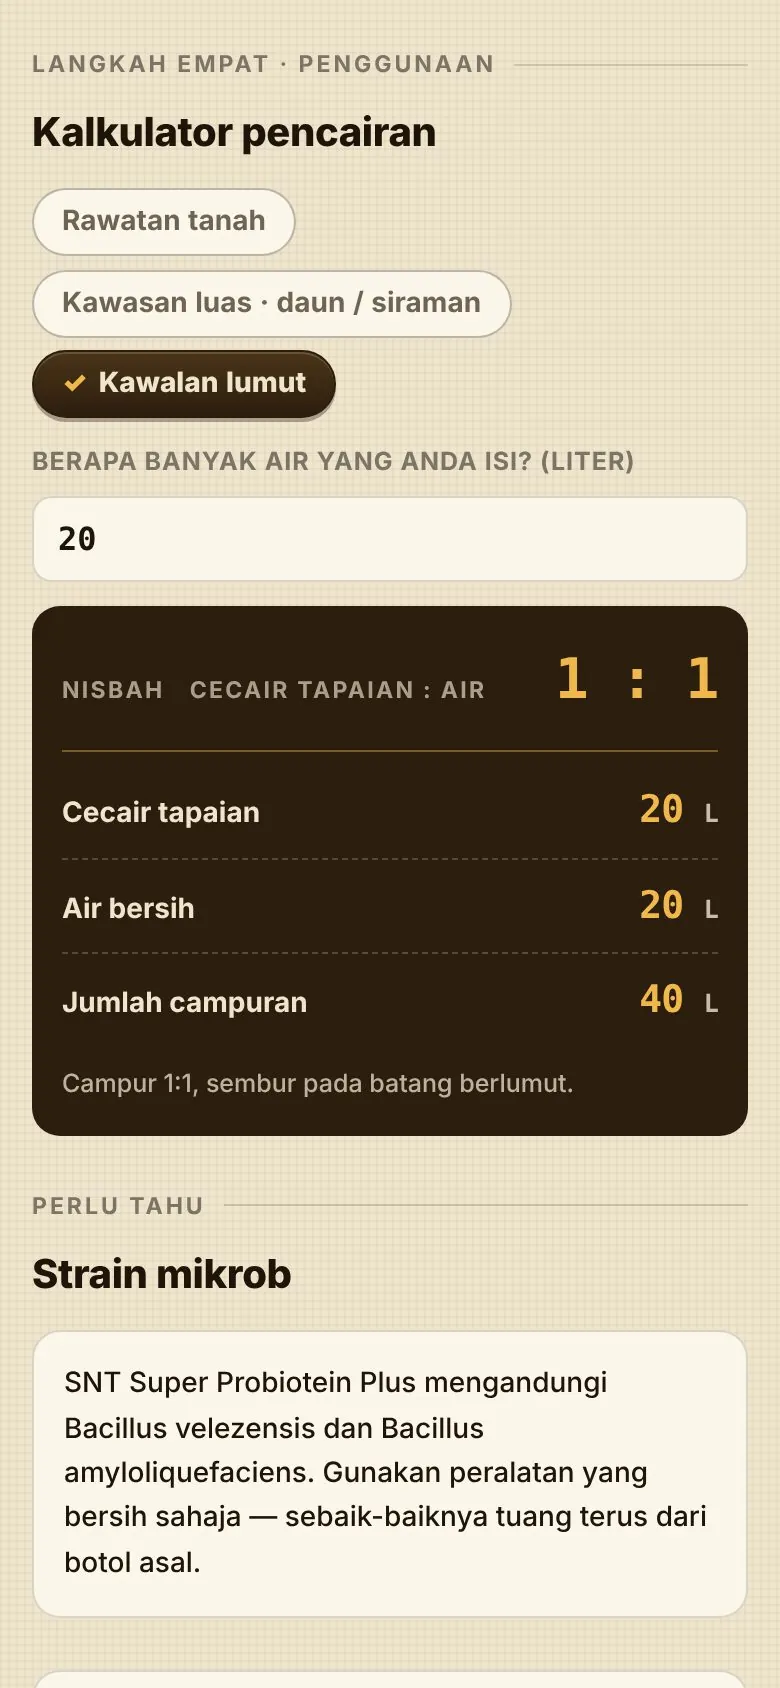 LANGKAH EMPAT · PENGGUNAAN
Kalkulator pencairan
Rawatan tanah
Kawasan luas · daun / siraman
✓ Kawalan lumut
BERAPA BANYAK AIR YANG ANDA ISI? (LITER)
20
NISBAH CECAIR TAPAIAN : AIR 1 : 1
Cecair tapaian 20 L
Air bersih 20 L
Jumlah campuran 40 L
Campur 1:1, sembur pada batang berlumut.
PERLU TAHU
Strain mikrob
SNT Super Probiotein Plus mengandungi
Bacillus velezensis dan Bacillus
amyloliquefaciens. Gunakan peralatan yang
bersih sahaja — sebaik-baiknya tuang terus dari
botol asal.